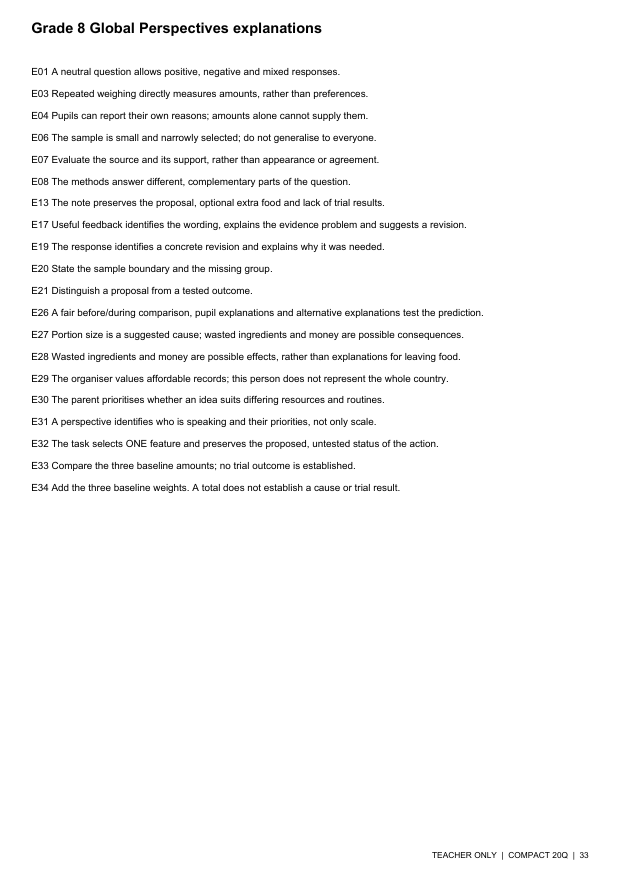 Grade 8 Global Perspectives explanations
E01 A neutral question allows positive, negative and mixed responses.
E03 Repeated weighing directly measures amounts, rather than preferences.
E04 Pupils can report their own reasons; amounts alone cannot supply them.
E06 The sample is small and narrowly selected; do not generalise to everyone.
E07 Evaluate the source and its support, rather than appearance or agreement.
E08 The methods answer different, complementary parts of the question.
E13 The note preserves the proposal, optional extra food and lack of trial results.
E17 Useful feedback identifies the wording, explains the evidence problem and suggests a revision.
E19 The response identifies a concrete revision and explains why it was needed.
E20 State the sample boundary and the missing group.
E21 Distinguish a proposal from a tested outcome.
E26 A fair before/during comparison, pupil explanations and alternative explanations test the prediction.
E27 Portion size is a suggested cause; wasted ingredients and money are possible consequences.
E28 Wasted ingredients and money are possible effects, rather than explanations for leaving food.
E29 The organiser values affordable records; this person does not represent the whole country.
E30 The parent prioritises whether an idea suits differing resources and routines.
E31 A perspective identifies who is speaking and their priorities, not only scale.
E32 The task selects ONE feature and preserves the proposed, untested status of the action.
E33 Compare the three baseline amounts; no trial outcome is established.
E34 Add the three baseline weights. A total does not establish a cause or trial result.
TEACHER ONLY | COMPACT 20Q | 33